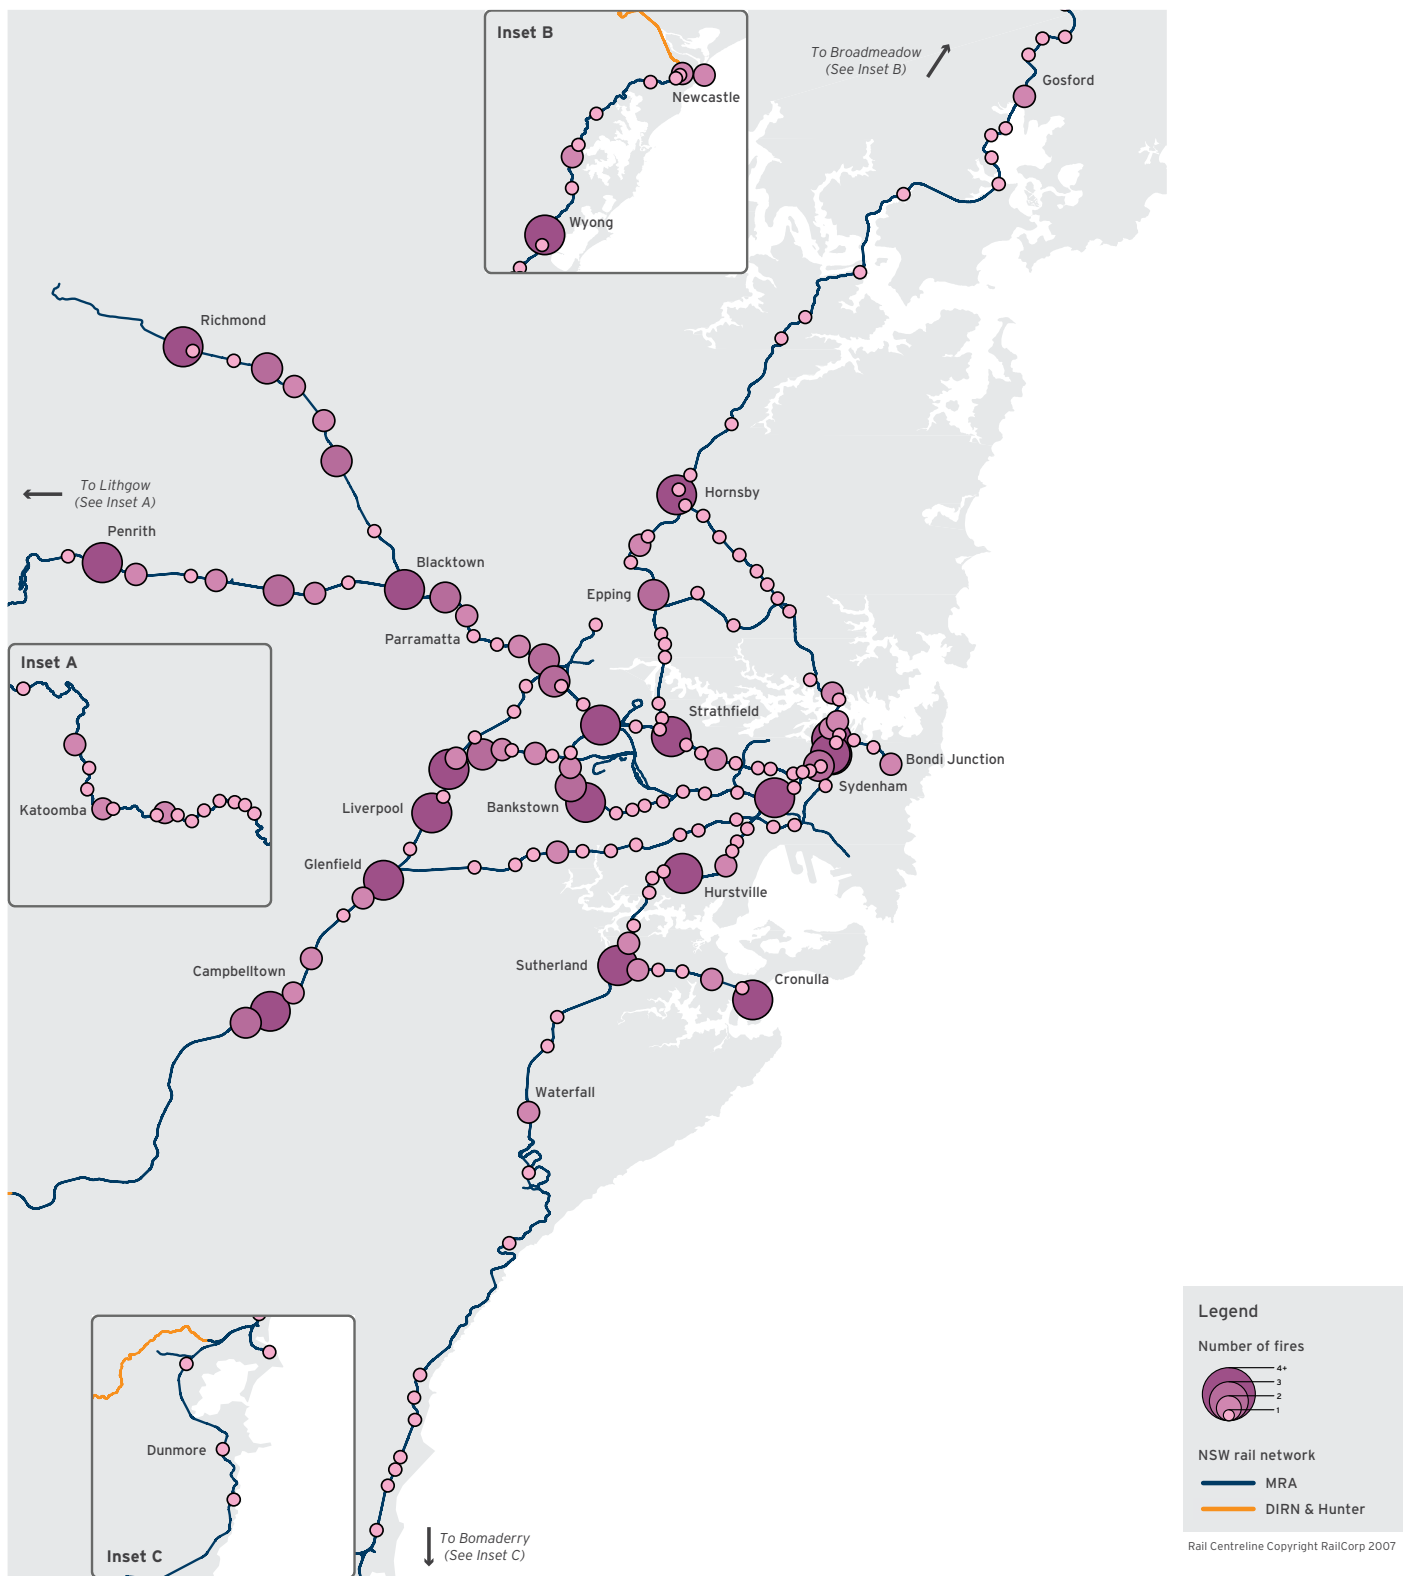 Inset B
Newcastle
Wyong
To Broadmeadow
(See Inset B)
Gosford
Richmond
To Lithgow
(See Inset A)
Penrith
Blacktown
Hornsby
Epping
Parramatta
Inset A
Katoomba
Strathfield
Bondi Junction
Sydenham
Liverpool
Bankstown
Glenfield
Hurstville
Campbelltown
Sutherland
Cronulla
Waterfall
Dunmore
Inset C
To Bomaderry
(See Inset C)
Legend
Number of fires
4+
3
2
1
NSW rail network
MRA
DIRN & Hunter
Rail Centreline Copyright RailCorp 2007